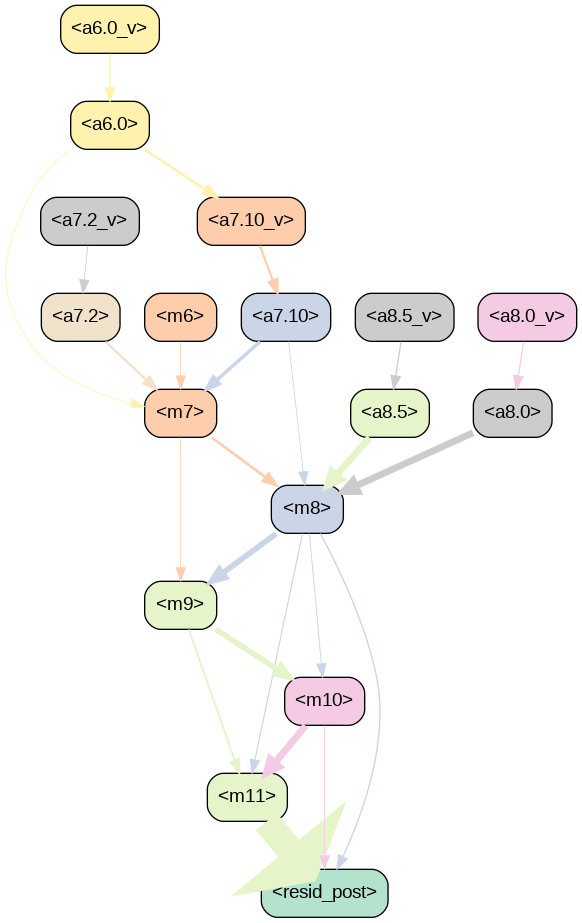 <a6.0_v>
<a6.0>
<a7.2_v>
<a7.10_v>
<a7.2>
<m6>
<a7.10>
<a8.5_v>
<a8.0_v>
<m7>
<a8.5>
<a8.0>
<m8>
<m9>
<m10>
<m11>
<resid_post>